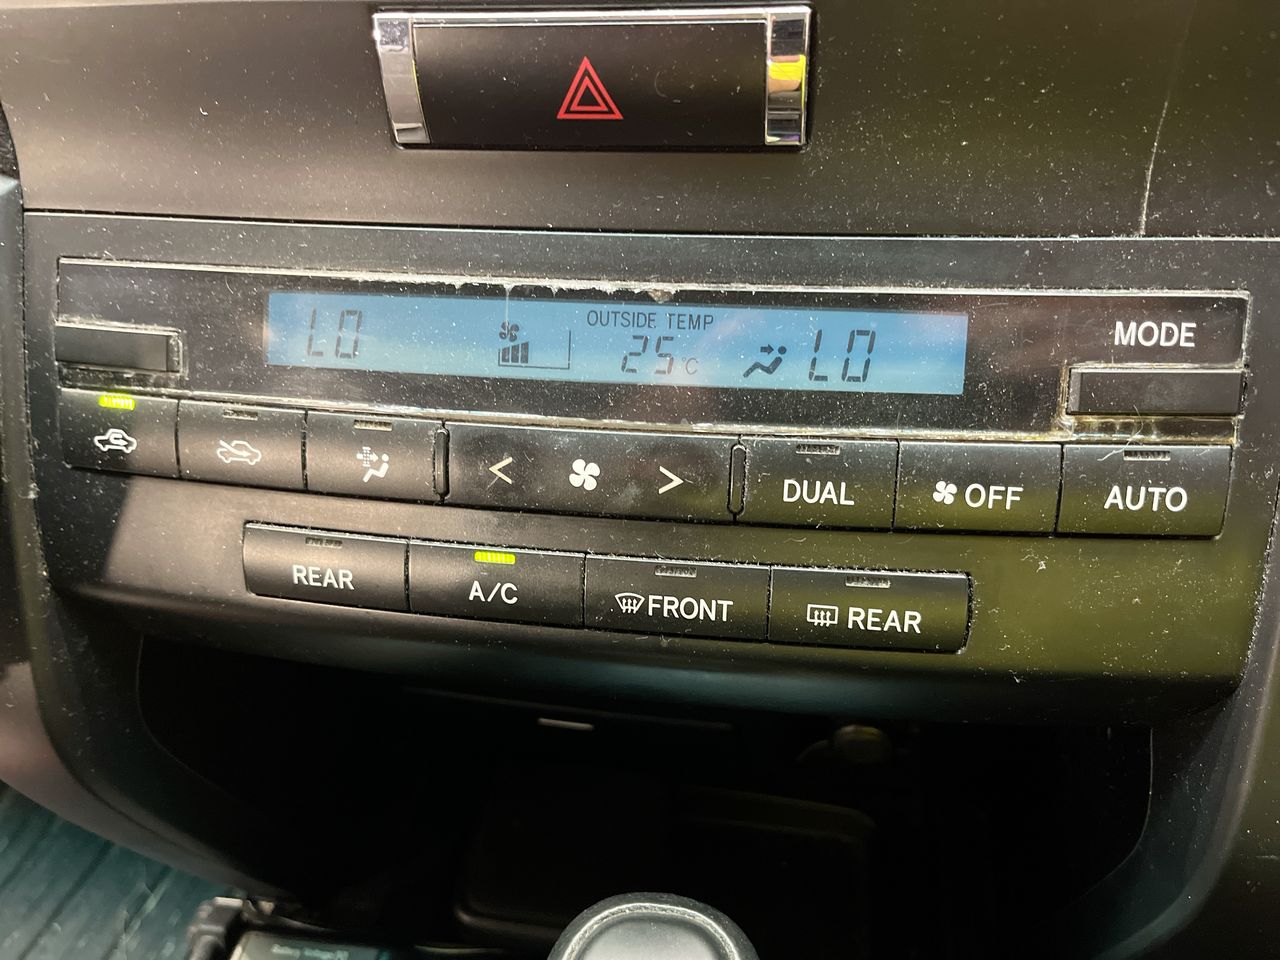 OUTSIDE TEMP
LO 25°C LO
MODE
< > DUAL OFF AUTO
REAR A/C FRONT REAR